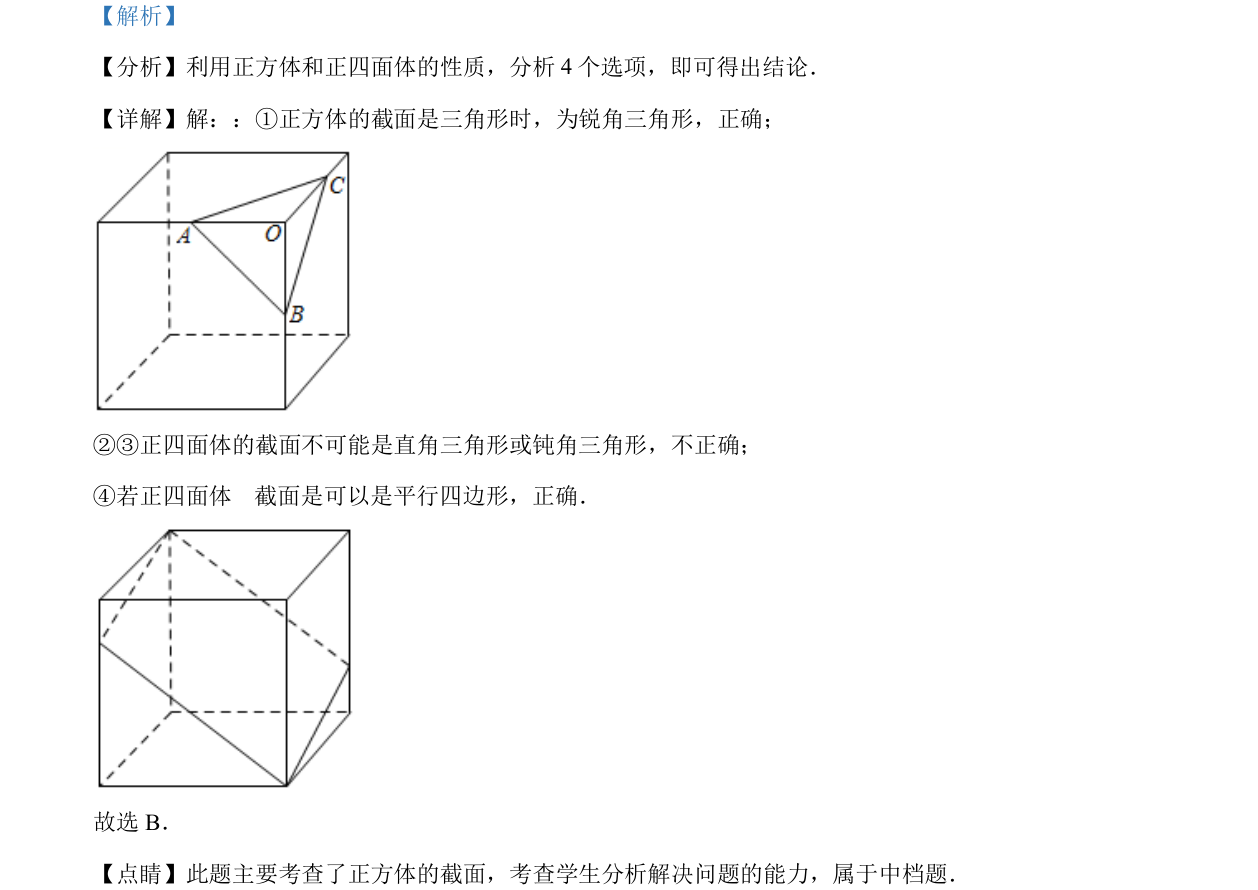 【解析】
【分析】利用正方体和正四面体的性质，分析 4 个选项，即可得出结论．
【详解】解：：①正方体的截面是三角形时，为锐角三角形，正确；
C
A
O
B
②③正四面体的截面不可能是直角三角形或钝角三角形，不正确；
④若正四面体　截面是可以是平行四边形，正确．
故选 B．
【点睛】此题主要考查了正方体的截面，考查学生分析解决问题的能力，属于中档题．